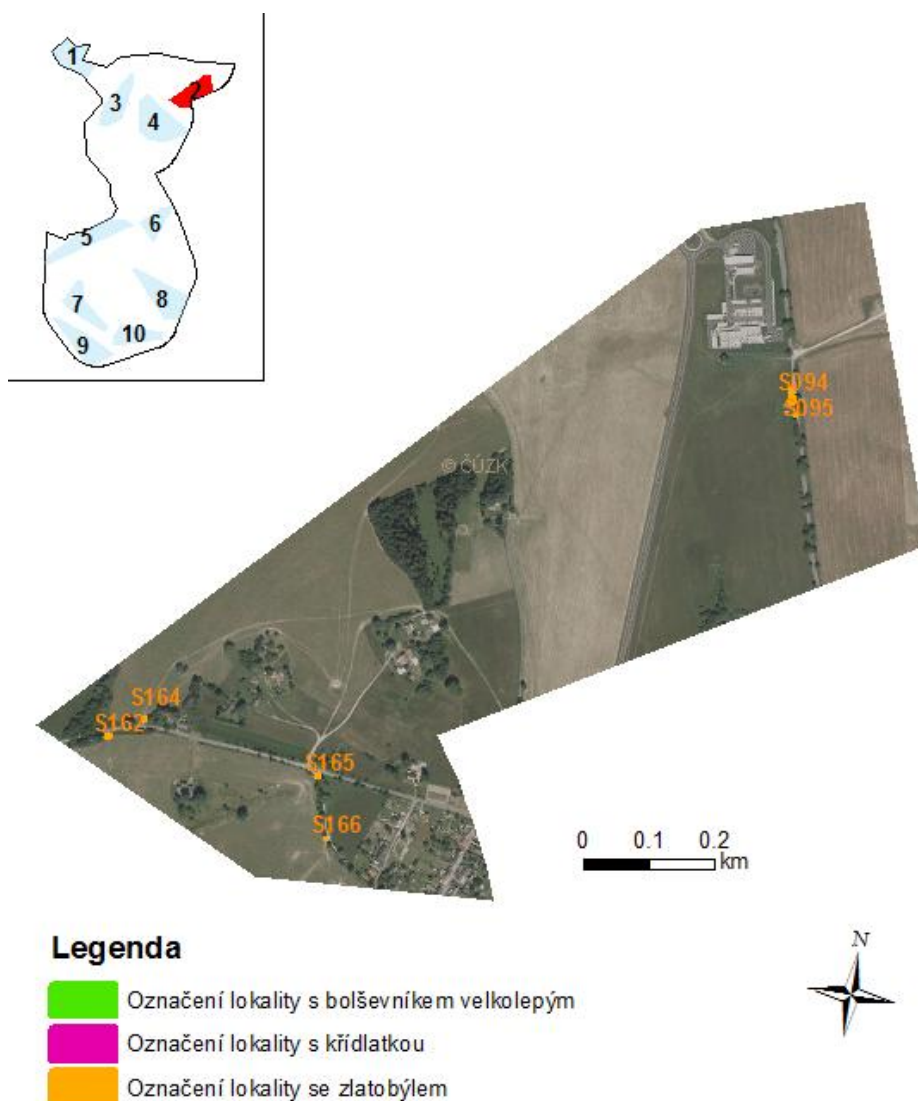 1
2
3
4
5
6
7
8
9
10
S094
S095
© ČÚZK
S164
S162
S165
S166
0 0.1 0.2
km
Legenda
N
Označení lokality s bolševníkem velkolepým
Označení lokality s křídlatkou
Označení lokality se zlatobýlem